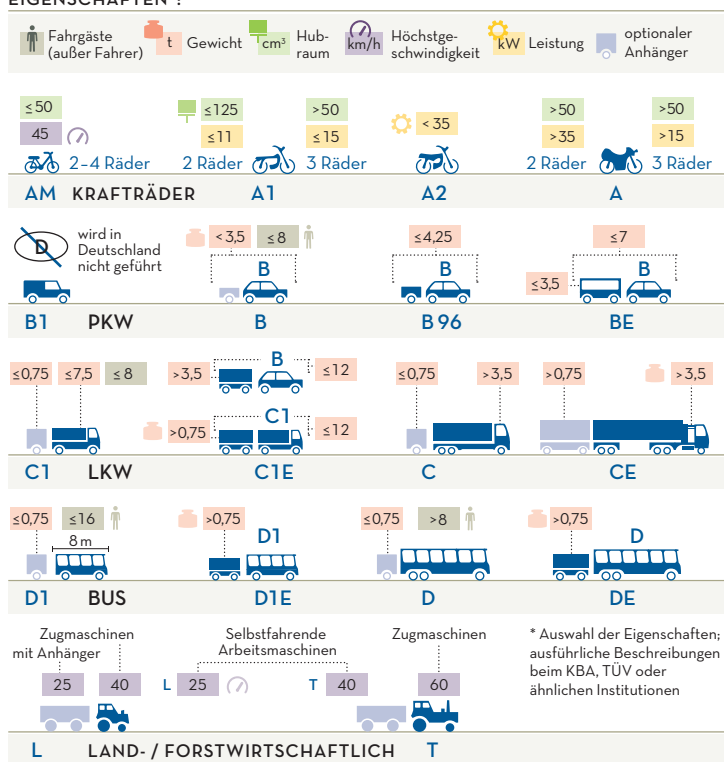 EIGENSCHAFTEN*:
Fahrgäste
(außer Fahrer)
t Gewicht
cm³ Hub-
raum
km/h Höchstge-
schwindigkeit
kW Leistung
optionaler
Anhänger
≤50
45
2–4 Räder
≤125
≤11
2 Räder
>50
≤15
3 Räder
<35
>50
>35
2 Räder
>50
>15
3 Räder
AM KRAFTRÄDER A1 A2 A
D
wird in
Deutschland
nicht geführt
<3,5 ≤8
B
≤4,25
B
≤7
≤3,5
B
B1 PKW B B96 BE
≤0,75 ≤7,5 ≤8
>3,5 B ≤12
>0,75 C1 ≤12
≤0,75 >3,5
>0,75 >3,5
C1 LKW C1E C CE
≤0,75 ≤16
8m
>0,75
D1
≤0,75 >8
>0,75
D
D1 BUS D1E D DE
Zugmaschinen
mit Anhänger
25 40
Selbstfahrende
Arbeitsmaschinen
L 25 T 40
Zugmaschinen
60
* Auswahl der Eigenschaften;
ausführliche Beschreibungen
beim KBA, TÜV oder
ähnlichen Institutionen
L LAND- / FORSTWIRTSCHAFTLICH T